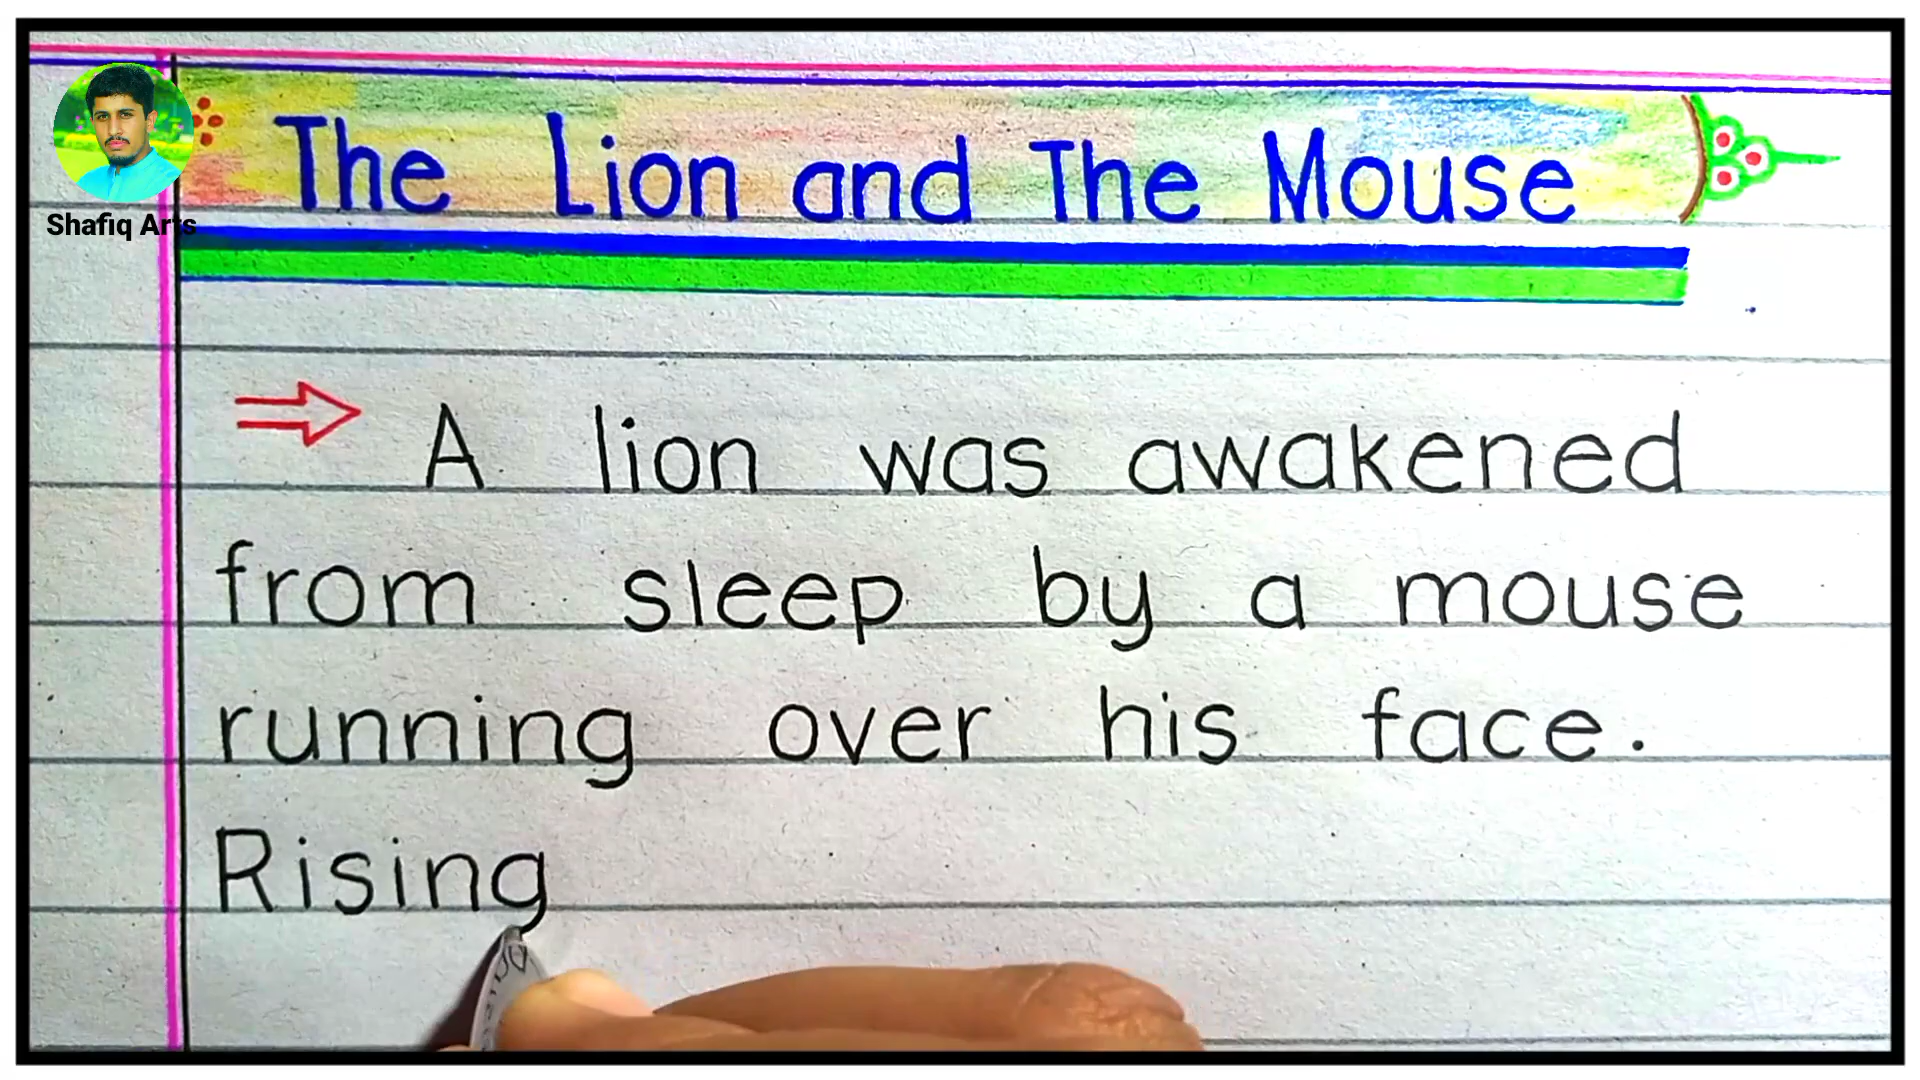 The Lion and The Mouse
Shafiq Arts
A lion was awakened
from sleep by a mouse
running over his face.
Rising